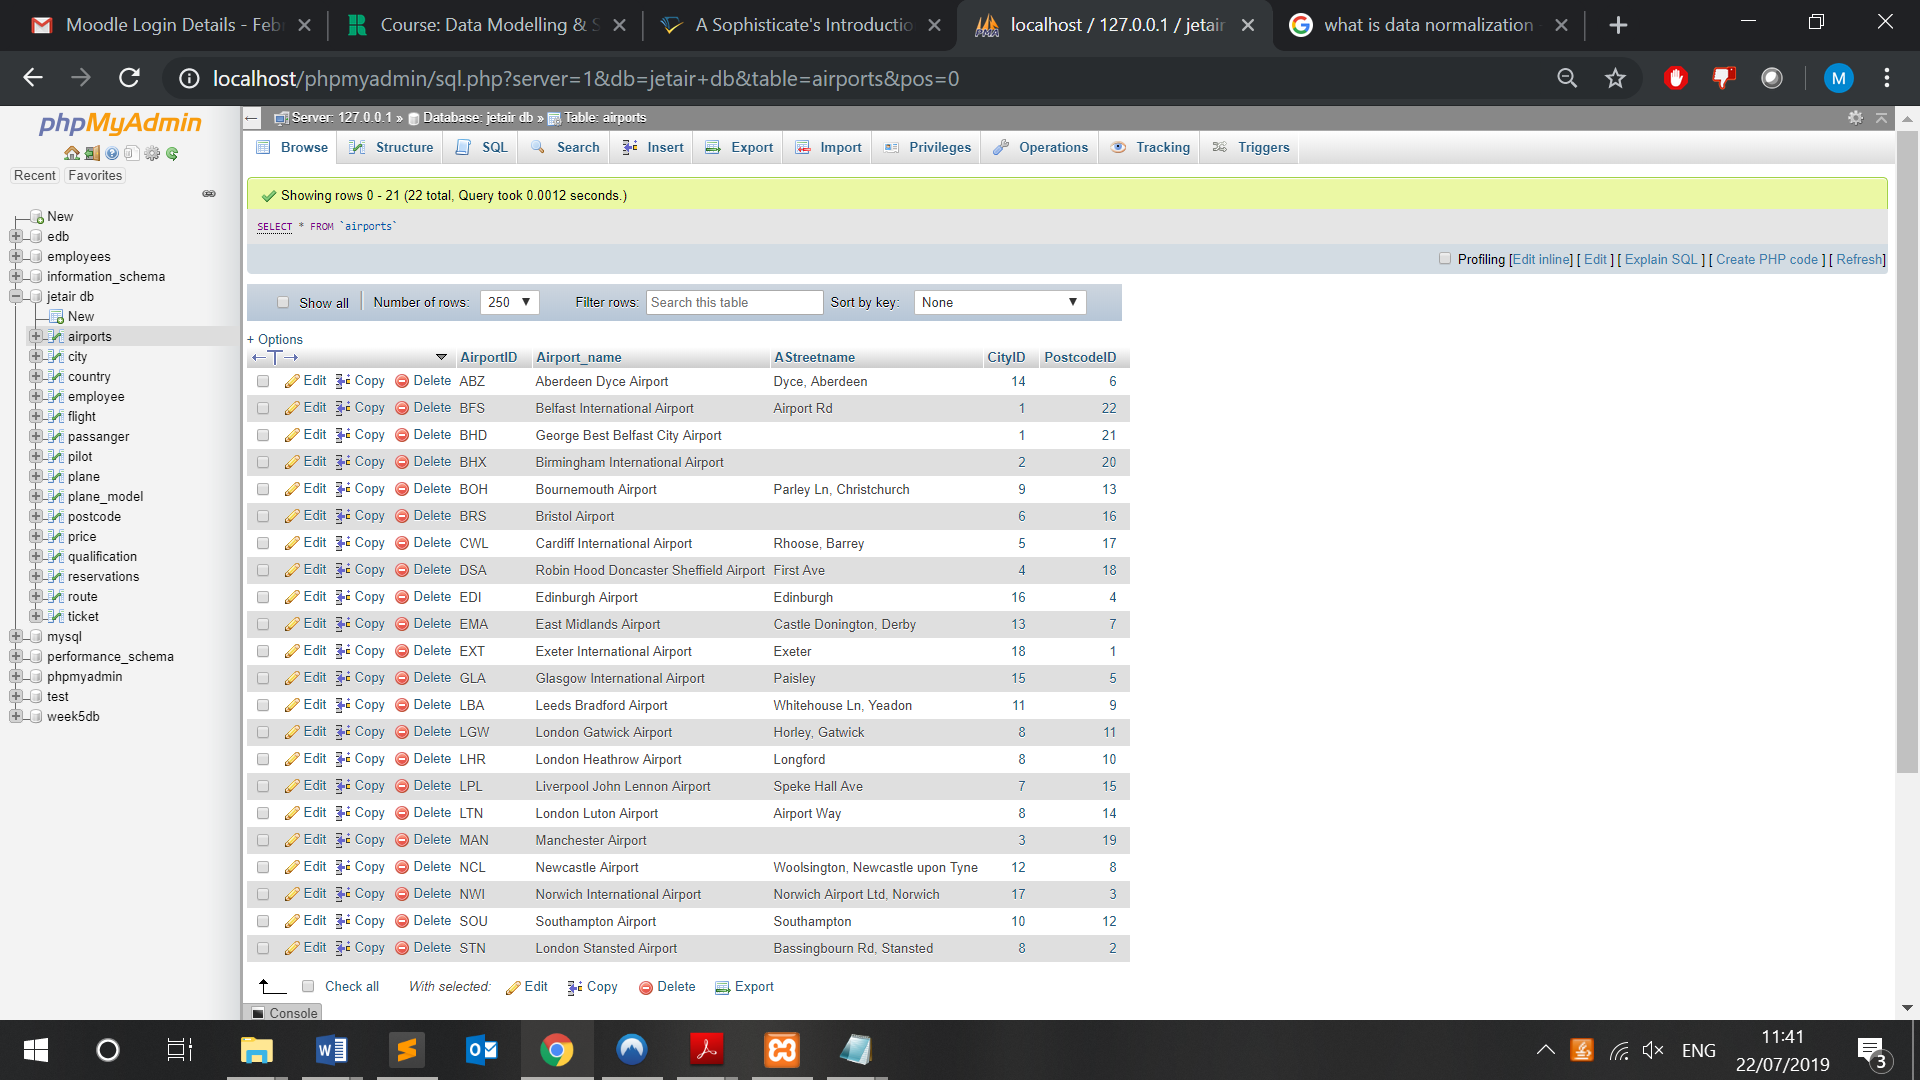 Moodle Login Details - Feb
Course: Data Modelling & S
A Sophisticate's Introductio
localhost / 127.0.0.1 / jetair
what is data normalization
localhost/phpmyadmin/sql.php?server=1&db=jetair+db&table=airports&pos=0
M
phpMyAdmin
Recent Favorites
New
edb
employees
information_schema
jetair db
New
airports
city
country
employee
flight
passanger
pilot
plane
plane_model
postcode
price
qualification
reservations
route
ticket
mysql
performance_schema
phpmyadmin
test
week5db
Server: 127.0.0.1 » Database: jetair db » Table: airports
Browse Structure SQL Search Insert Export Import Privileges Operations Tracking Triggers
Showing rows 0 - 21 (22 total, Query took 0.0012 seconds.)
SELECT * FROM `airports`
Profiling [Edit inline] [ Edit ] [ Explain SQL ] [ Create PHP code ] [ Refresh]
Show all Number of rows: 250 Filter rows: Search this table Sort by key: None
+ Options
AirportID Airport_name AStreetname CityID PostcodeID
Edit Copy Delete ABZ Aberdeen Dyce Airport Dyce, Aberdeen 14 6
Edit Copy Delete BFS Belfast International Airport Airport Rd 1 22
Edit Copy Delete BHD George Best Belfast City Airport 1 21
Edit Copy Delete BHX Birmingham International Airport 2 20
Edit Copy Delete BOH Bournemouth Airport Parley Ln, Christchurch 9 13
Edit Copy Delete BRS Bristol Airport 6 16
Edit Copy Delete CWL Cardiff International Airport Rhoose, Barrey 5 17
Edit Copy Delete DSA Robin Hood Doncaster Sheffield Airport First Ave 4 18
Edit Copy Delete EDI Edinburgh Airport Edinburgh 16 4
Edit Copy Delete EMA East Midlands Airport Castle Donington, Derby 13 7
Edit Copy Delete EXT Exeter International Airport Exeter 18 1
Edit Copy Delete GLA Glasgow International Airport Paisley 15 5
Edit Copy Delete LBA Leeds Bradford Airport Whitehouse Ln, Yeadon 11 9
Edit Copy Delete LGW London Gatwick Airport Horley, Gatwick 8 11
Edit Copy Delete LHR London Heathrow Airport Longford 8 10
Edit Copy Delete LPL Liverpool John Lennon Airport Speke Hall Ave 7 15
Edit Copy Delete LTN London Luton Airport Airport Way 8 14
Edit Copy Delete MAN Manchester Airport 3 19
Edit Copy Delete NCL Newcastle Airport Woolsington, Newcastle upon Tyne 12 8
Edit Copy Delete NWI Norwich International Airport Norwich Airport Ltd, Norwich 17 3
Edit Copy Delete SOU Southampton Airport Southampton 10 12
Edit Copy Delete STN London Stansted Airport Bassingbourn Rd, Stansted 8 2
Check all With selected: Edit Copy Delete Export
Console
ENG
11:41
22/07/2019
3